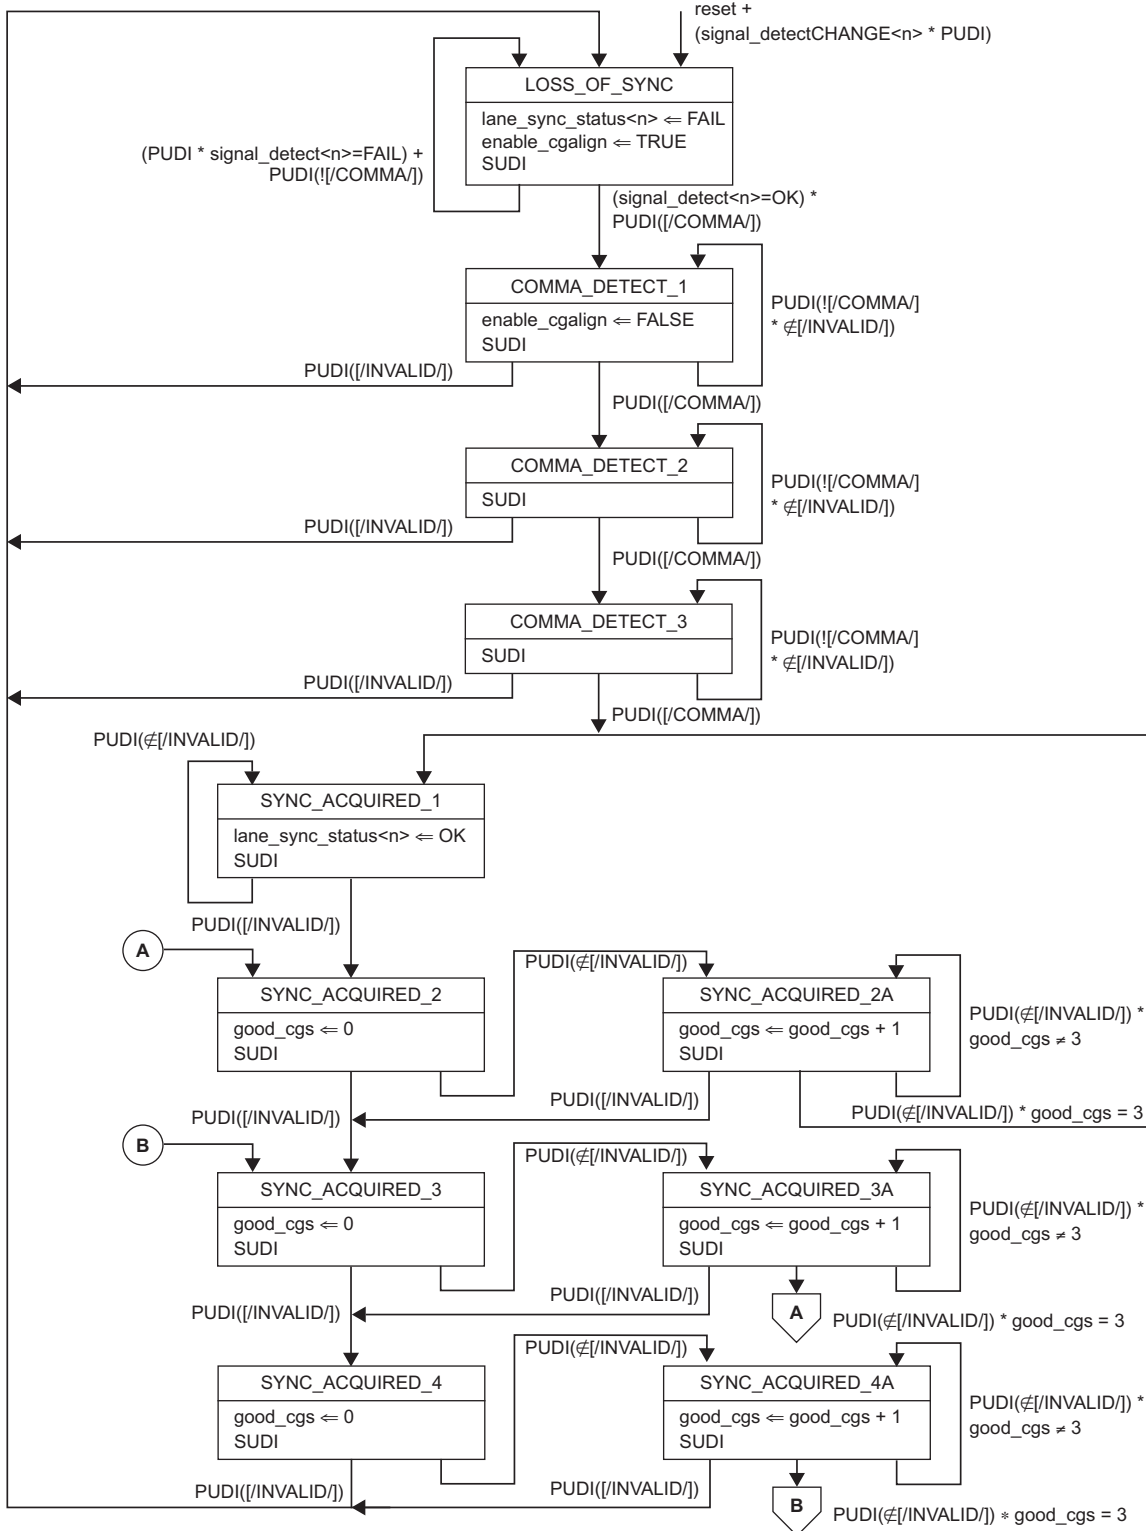 reset +
(signal_detectCHANGE<n> * PUDI)
LOSS_OF_SYNC
lane_sync_status<n> ⇐ FAIL
enable_cgalign ⇐ TRUE
SUDI
(PUDI * signal_detect<n>=FAIL) +
PUDI(![/COMMA/])
(signal_detect<n>=OK) *
PUDI([/COMMA/])
COMMA_DETECT_1
enable_cgalign ⇐ FALSE
SUDI
PUDI(![/COMMA/]
* ∉[/INVALID/])
PUDI([/INVALID/])
PUDI([/COMMA/])
COMMA_DETECT_2
SUDI
PUDI(![/COMMA/]
* ∉[/INVALID/])
PUDI([/INVALID/])
PUDI([/COMMA/])
COMMA_DETECT_3
SUDI
PUDI(![/COMMA/]
* ∉[/INVALID/])
PUDI([/INVALID/])
PUDI([/COMMA/])
PUDI(∉[/INVALID/])
SYNC_ACQUIRED_1
lane_sync_status<n> ⇐ OK
SUDI
PUDI([/INVALID/])
A
SYNC_ACQUIRED_2
good_cgs ⇐ 0
SUDI
PUDI(∉[/INVALID/])
SYNC_ACQUIRED_2A
good_cgs ⇐ good_cgs + 1
SUDI
PUDI(∉[/INVALID/]) *
good_cgs ≠ 3
PUDI([/INVALID/])
PUDI([/INVALID/])
PUDI(∉[/INVALID/]) * good_cgs = 3
B
SYNC_ACQUIRED_3
good_cgs ⇐ 0
SUDI
PUDI(∉[/INVALID/])
SYNC_ACQUIRED_3A
good_cgs ⇐ good_cgs + 1
SUDI
PUDI(∉[/INVALID/]) *
good_cgs ≠ 3
PUDI([/INVALID/])
PUDI([/INVALID/])
A
PUDI(∉[/INVALID/]) * good_cgs = 3
SYNC_ACQUIRED_4
good_cgs ⇐ 0
SUDI
PUDI(∉[/INVALID/])
SYNC_ACQUIRED_4A
good_cgs ⇐ good_cgs + 1
SUDI
PUDI(∉[/INVALID/]) *
good_cgs ≠ 3
PUDI([/INVALID/])
PUDI([/INVALID/])
B
PUDI(∉[/INVALID/]) * good_cgs = 3